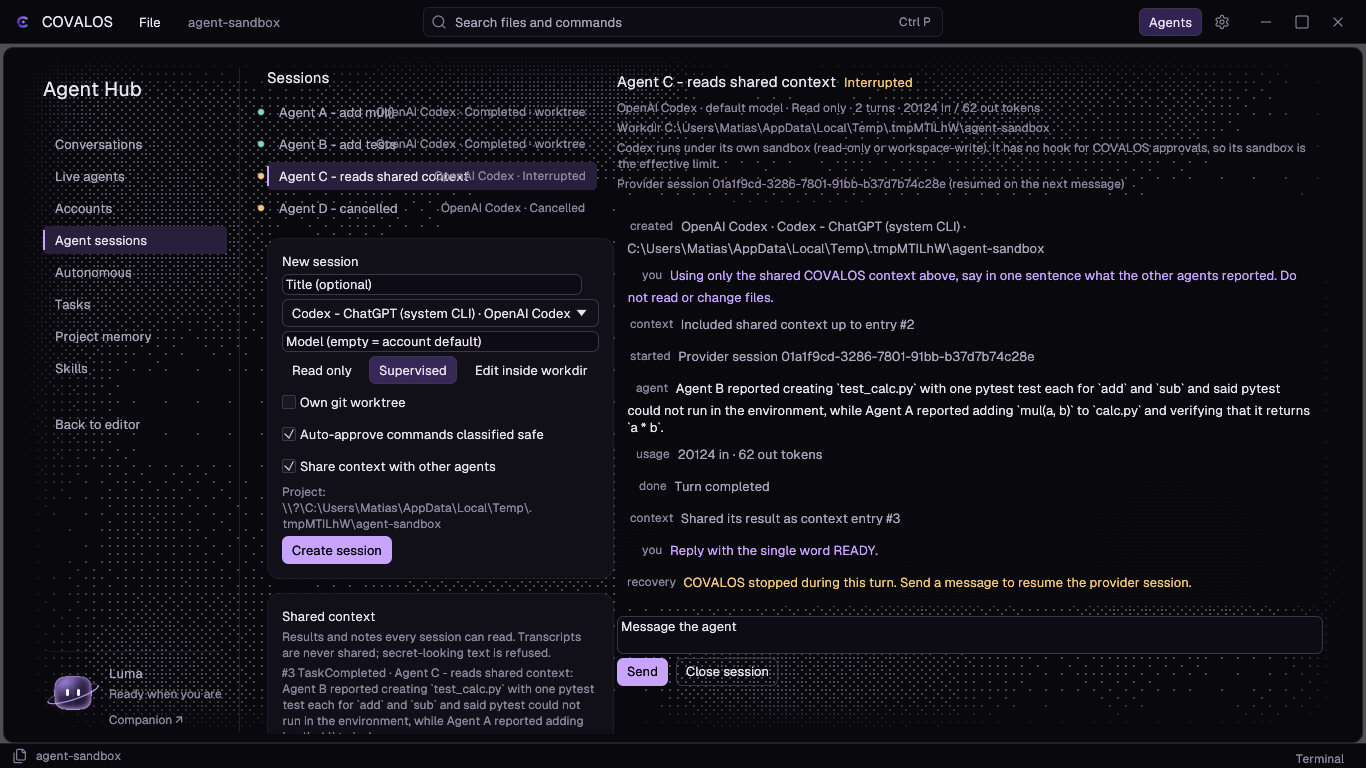 COVALOS File agent-sandbox Search files and commands Ctrl P Agents
Agent Hub
Conversations
Live agents
Accounts
Agent sessions
Autonomous
Tasks
Project memory
Skills
Back to editor
Luma
Ready when you are
Companion ↗
Sessions
Agent A - add mul() OpenAI Codex · Completed · worktree
Agent B - add tests OpenAI Codex · Completed · worktree
Agent C - reads shared context OpenAI Codex · Interrupted
Agent D - cancelled OpenAI Codex · Cancelled
New session
Title (optional)
Codex - ChatGPT (system CLI) · OpenAI Codex ▼
Model (empty = account default)
Read only Supervised Edit inside workdir
Own git worktree
Auto-approve commands classified safe
Share context with other agents
Project:
\\?\C:\Users\Matias\AppData\Local\Temp\.
tmpMTILhW\agent-sandbox
Create session
Shared context
Results and notes every session can read. Transcripts
are never shared; secret-looking text is refused.
#3 TaskCompleted · Agent C - reads shared context:
Agent B reported creating `test_calc.py` with one pytest
test each for `add` and `sub` and said pytest could not
run in the environment, while Agent A reported adding
Agent C - reads shared context Interrupted
OpenAI Codex · default model · Read only · 2 turns · 20124 in / 62 out tokens
Workdir C:\Users\Matias\AppData\Local\Temp\.tmpMTILhW\agent-sandbox
Codex runs under its own sandbox (read-only or workspace-write). It has no hook for COVALOS approvals, so its sandbox is
the effective limit.
Provider session 01a1f9cd-3286-7801-91bb-b37d7b74c28e (resumed on the next message)
created OpenAI Codex · Codex - ChatGPT (system CLI) ·
C:\Users\Matias\AppData\Local\Temp\.tmpMTILhW\agent-sandbox
you Using only the shared COVALOS context above, say in one sentence what the other agents reported. Do
not read or change files.
context Included shared context up to entry #2
started Provider session 01a1f9cd-3286-7801-91bb-b37d7b74c28e
agent Agent B reported creating `test_calc.py` with one pytest test each for `add` and `sub` and said pytest
could not run in the environment, while Agent A reported adding `mul(a, b)` to `calc.py` and verifying that it returns
`a * b`.
usage 20124 in · 62 out tokens
done Turn completed
context Shared its result as context entry #3
you Reply with the single word READY.
recovery COVALOS stopped during this turn. Send a message to resume the provider session.
Message the agent
Send Close session
agent-sandbox Terminal